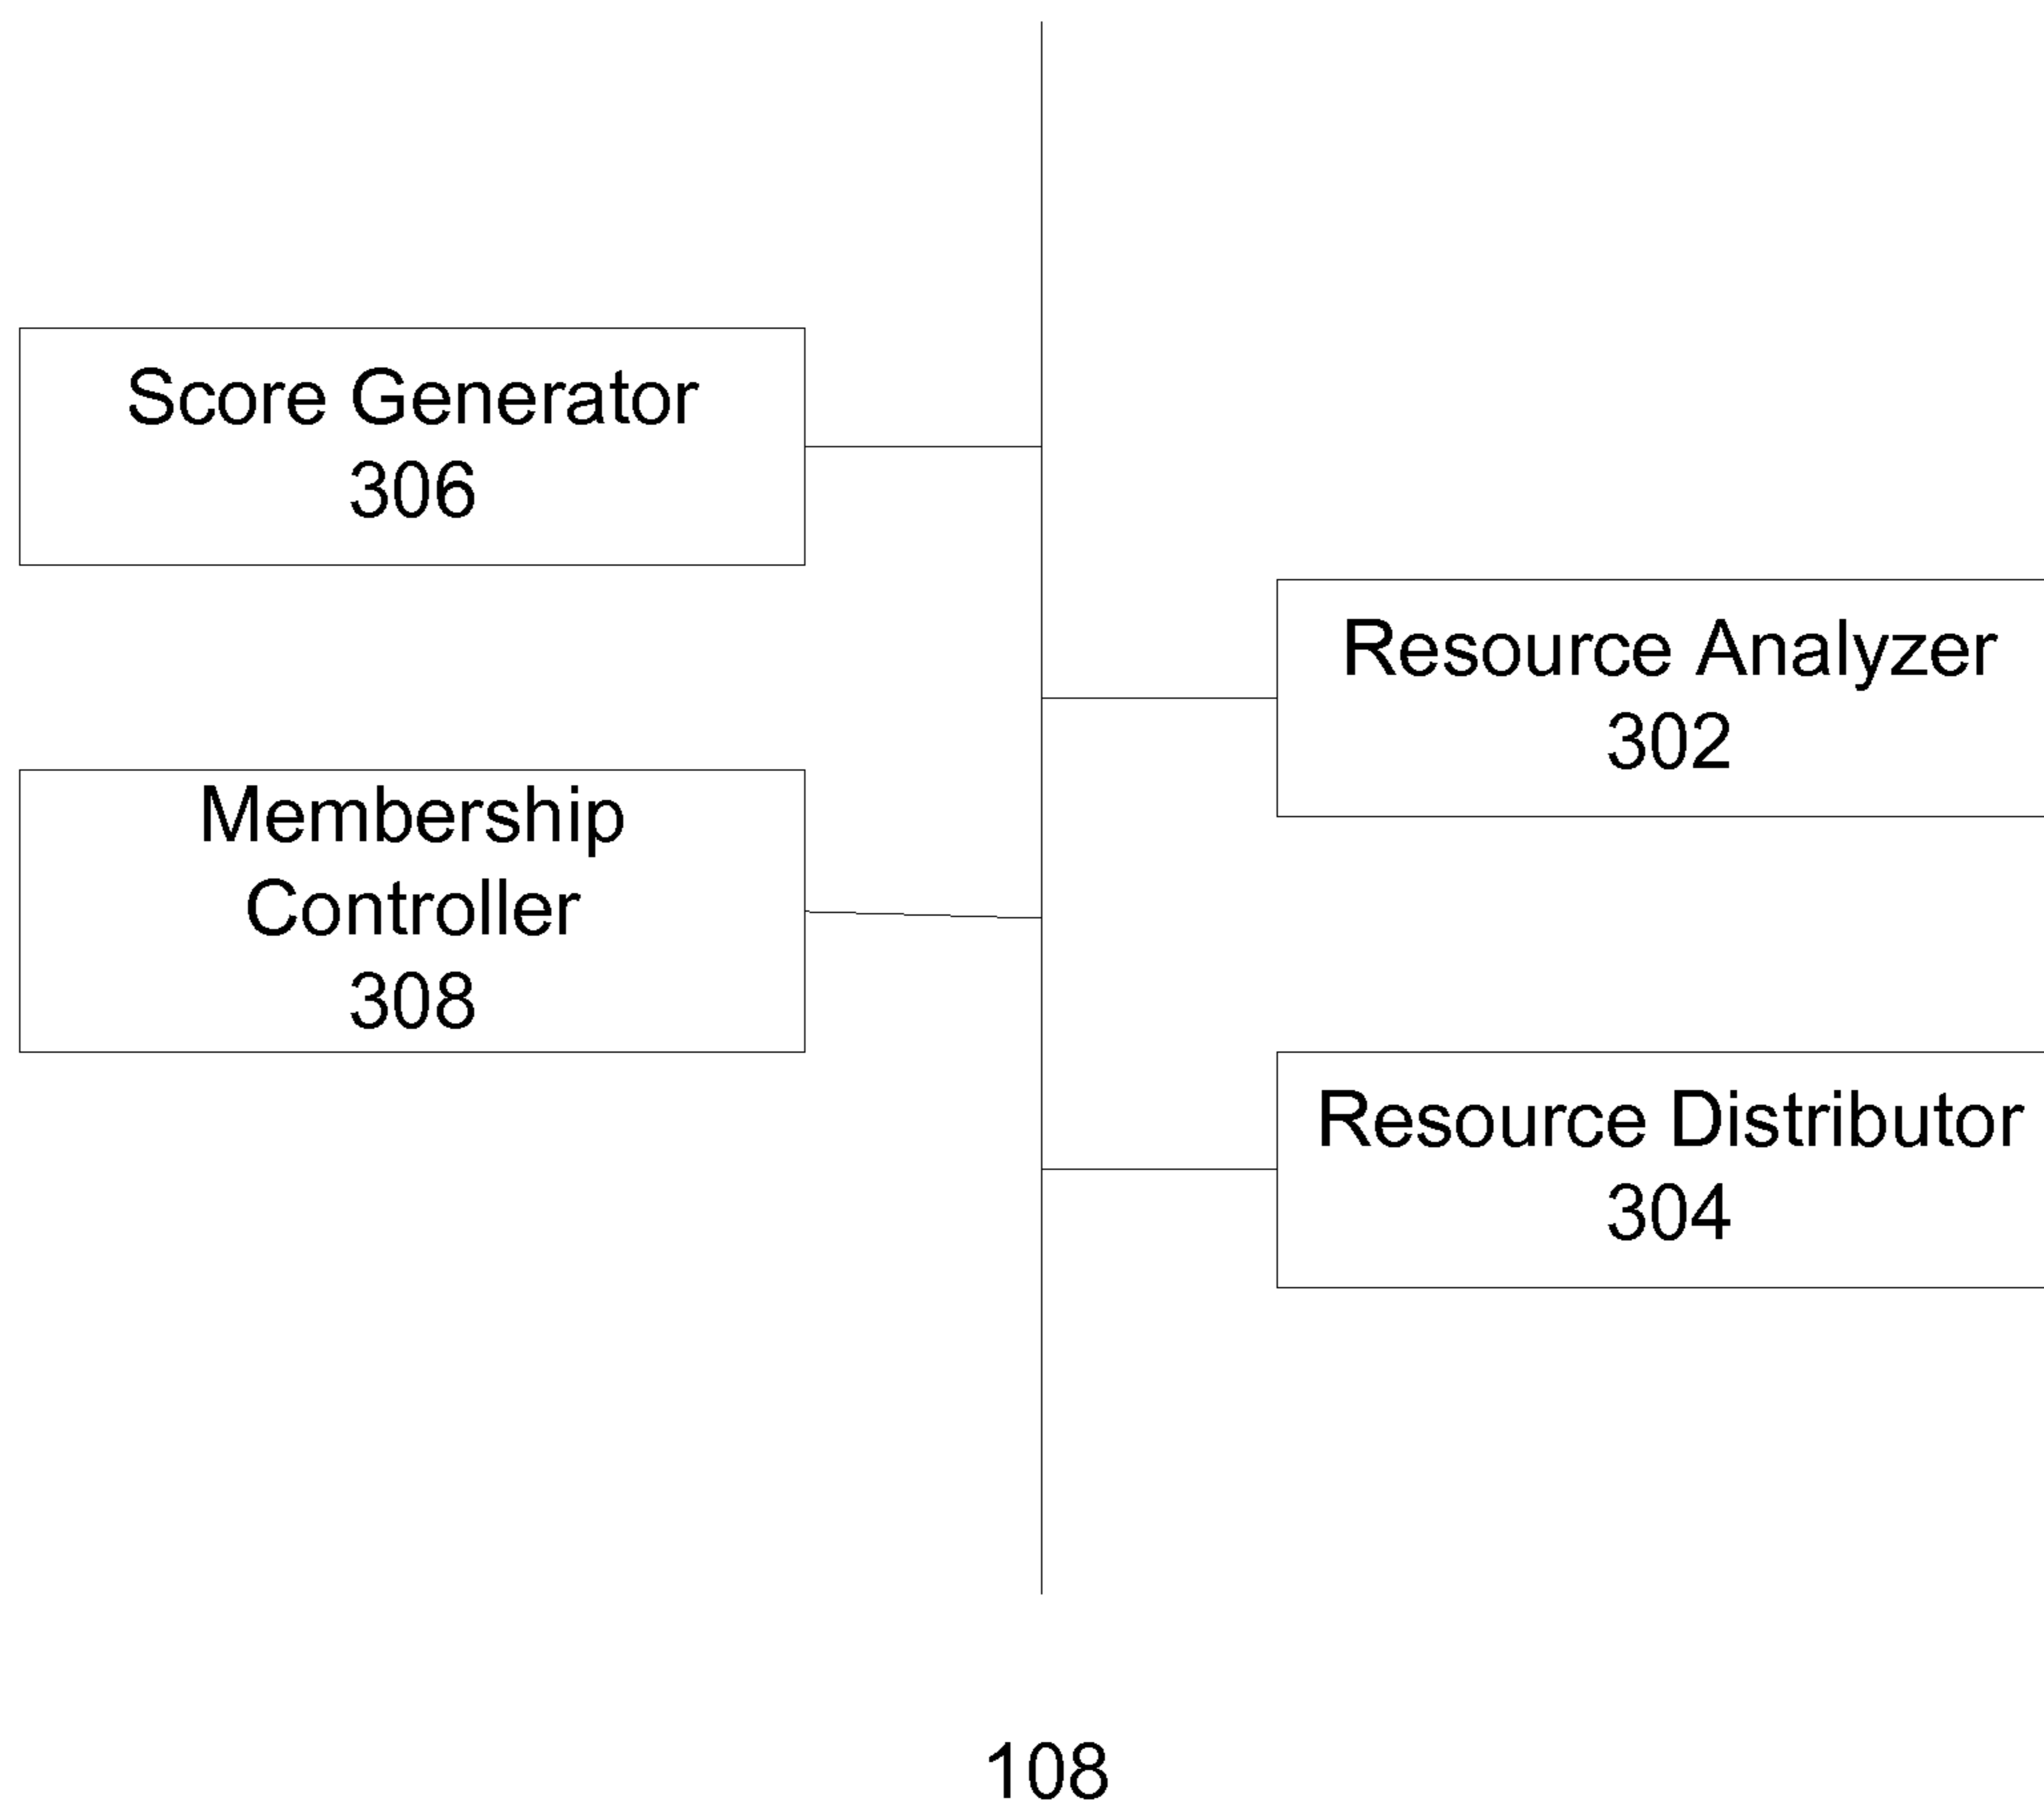 Score Generator
306
Resource Analyzer
302
Membership
Controller
308
Resource Distributor
304
108